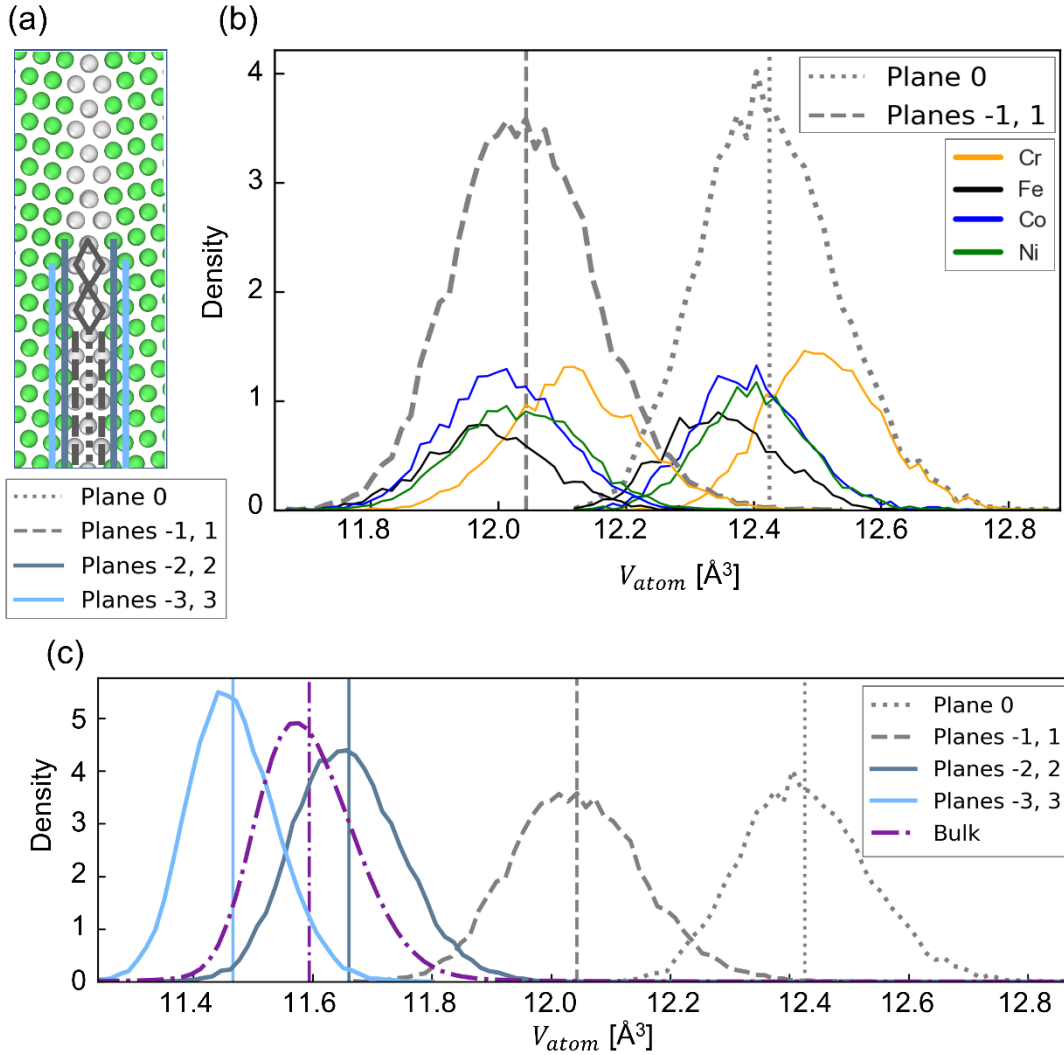 (a)
Plane 0
Planes -1, 1
Planes -2, 2
Planes -3, 3
(b)
Density
4
3
2
1
0
11.8 12.0 12.2 12.4 12.6 12.8
V_atom [Å³]
Plane 0
Planes -1, 1
Cr
Fe
Co
Ni
(c)
Density
5
4
3
2
1
0
11.4 11.6 11.8 12.0 12.2 12.4 12.6 12.8
V_atom [Å³]
Plane 0
Planes -1, 1
Planes -2, 2
Planes -3, 3
Bulk